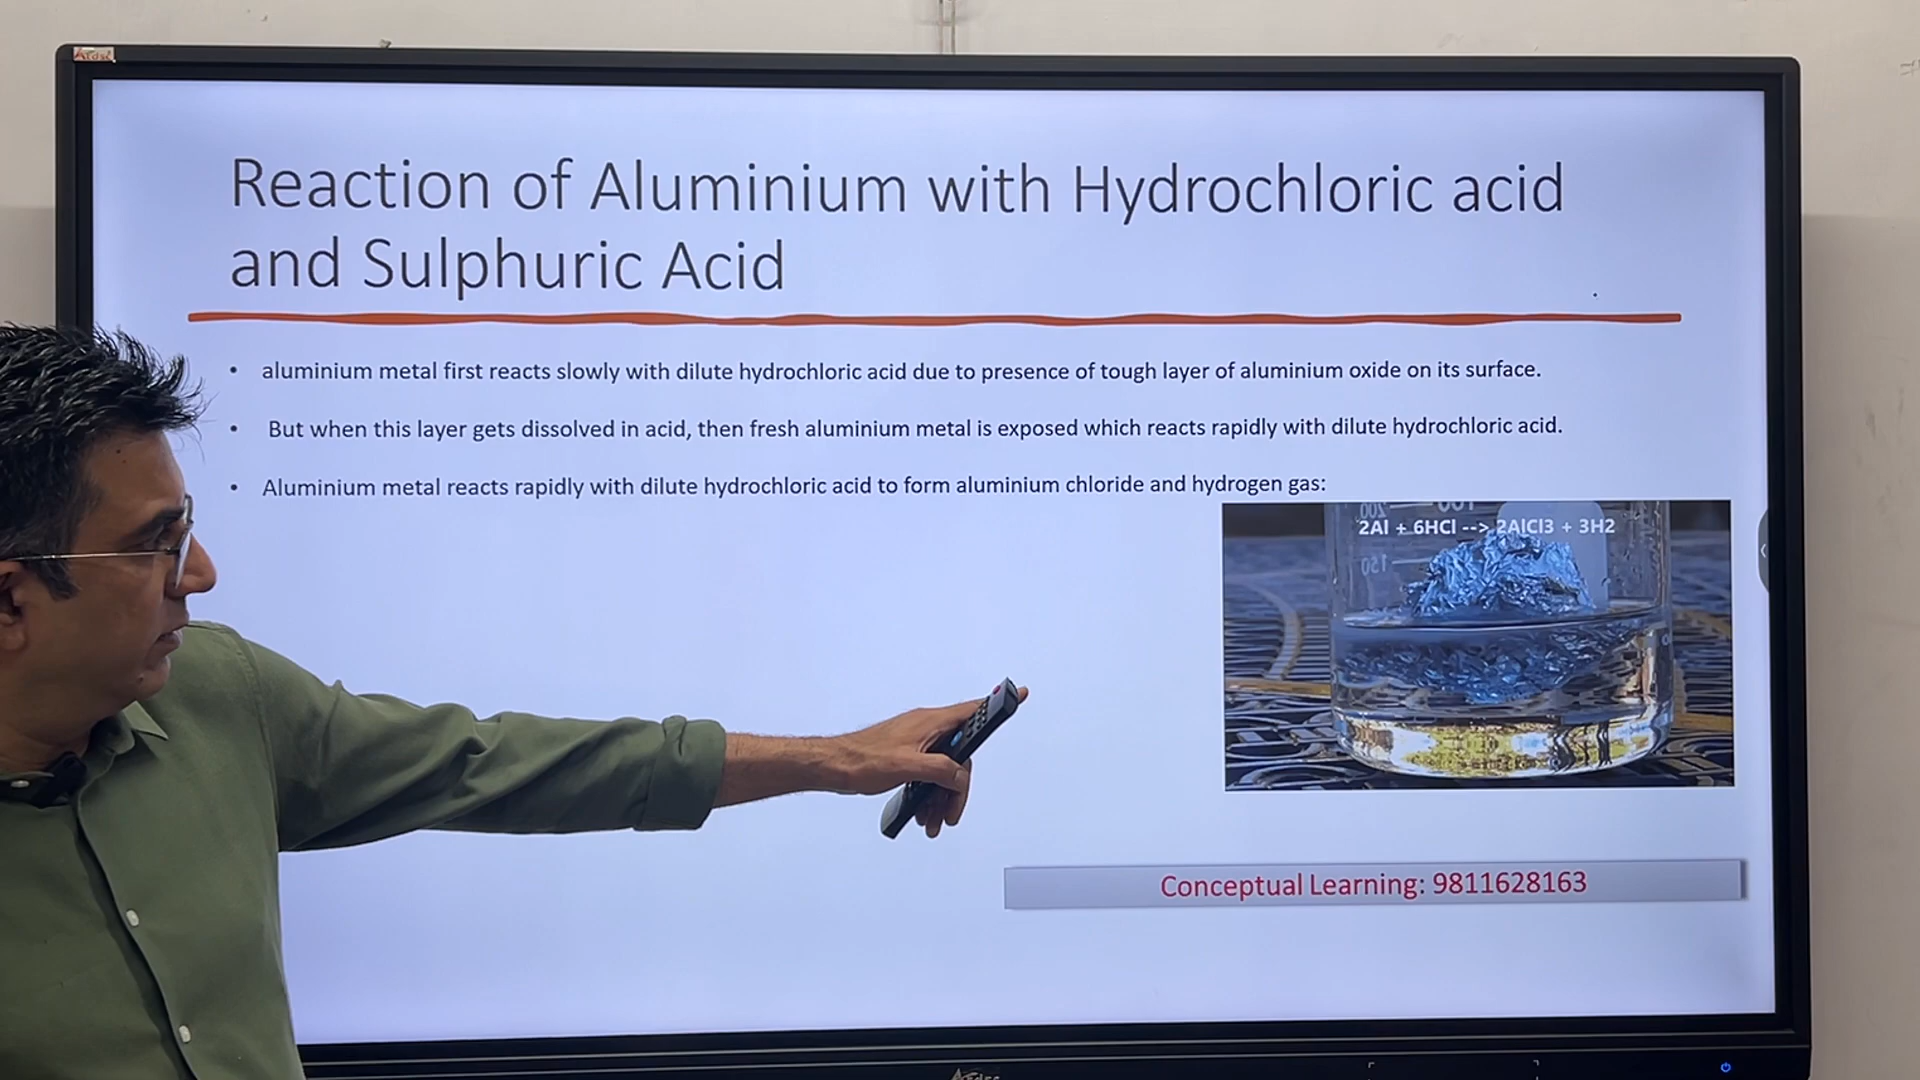 Reaction of Aluminium with Hydrochloric acid
and Sulphuric Acid
• aluminium metal first reacts slowly with dilute hydrochloric acid due to presence of tough layer of aluminium oxide on its surface.
• But when this layer gets dissolved in acid, then fresh aluminium metal is exposed which reacts rapidly with dilute hydrochloric acid.
• Aluminium metal reacts rapidly with dilute hydrochloric acid to form aluminium chloride and hydrogen gas:
2Al + 6HCl --> 2AlCl3 + 3H2
150
Conceptual Learning: 9811628163